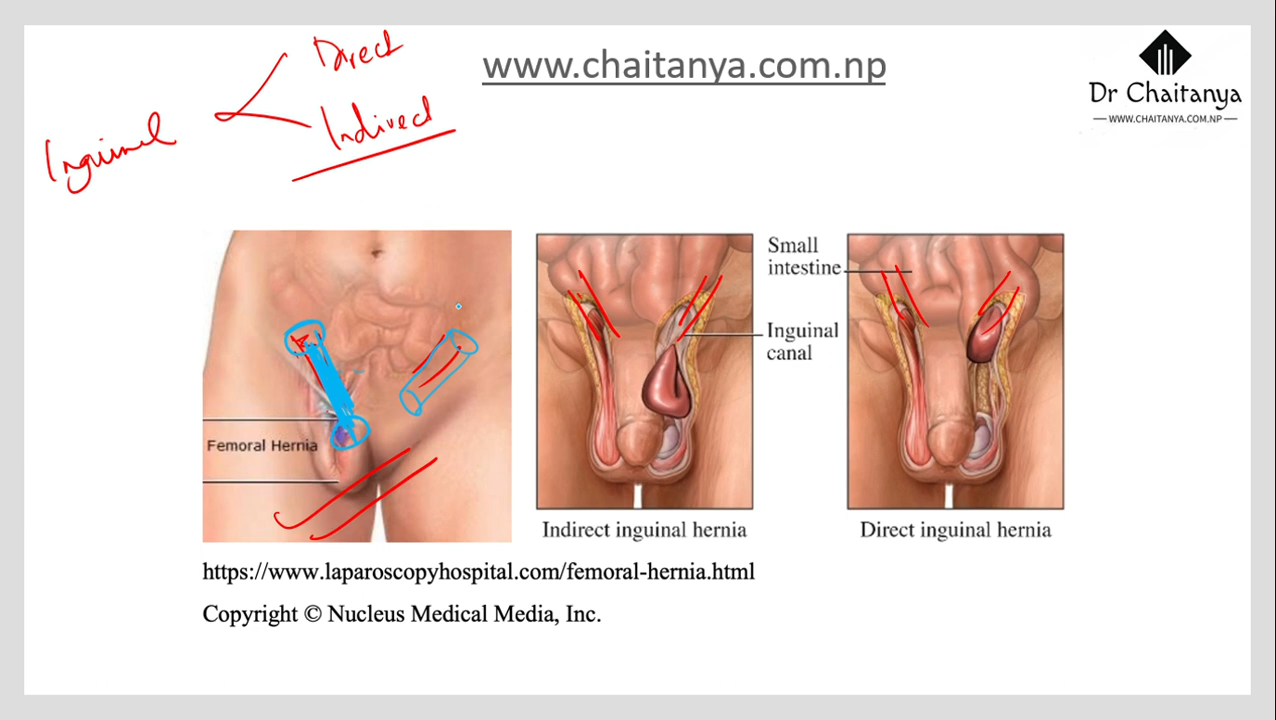 Direct
Inguinal
Indirect
www.chaitanya.com.np
Dr Chaitanya
WWW.CHAITANYA.COM.NP
Small
intestine
Inguinal
canal
Femoral Hernia
Indirect inguinal hernia
Direct inguinal hernia
https://www.laparoscopyhospital.com/femoral-hernia.html
Copyright © Nucleus Medical Media, Inc.